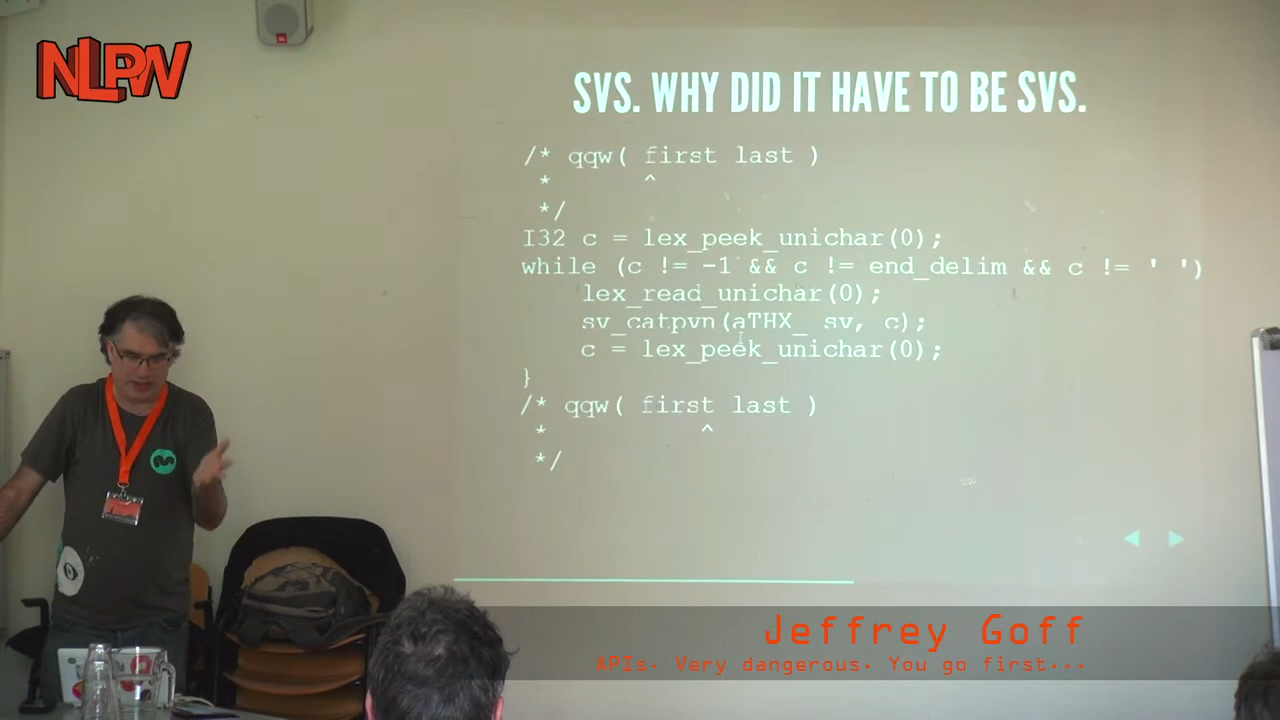 NLPW
SVS. WHY DID IT HAVE TO BE SVS.
/* qqw( first last )
* ^
*/
I32 c = lex_peek_unichar(0);
while (c != -1 && c != end_delim && c != ' ')
lex_read_unichar(0);
sv_catpvn(aTHX_ sv, c);
c = lex_peek_unichar(0);
}
/* qqw( first last )
* ^
*/
Jeffrey Goff
APIs. Very dangerous. You go first...